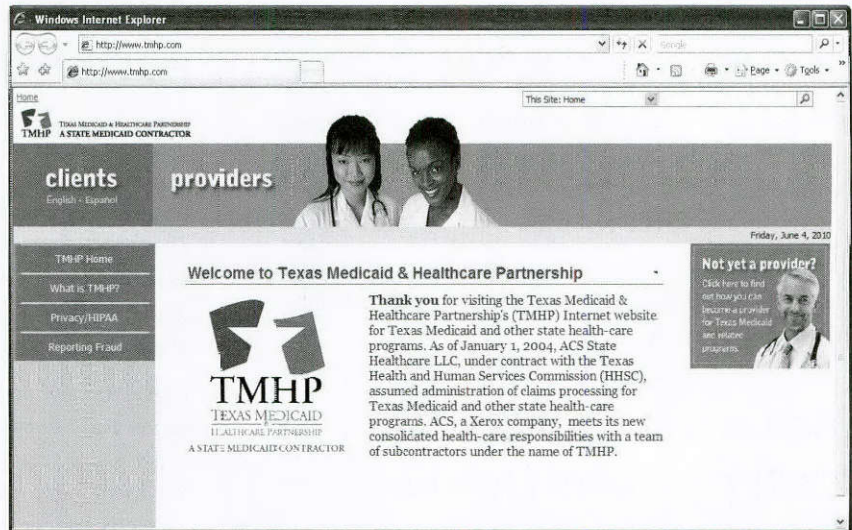 Windows Internet Explorer
http://www.tmhp.com
Google
http://www.tmhp.com
Page
Tools
Home
This Site: Home
TMHP
TEXAS MEDICAID & HEALTHCARE PARTNERSHIP
A STATE MEDICAID CONTRACTOR
clients
English - Español
providers
Friday, June 4, 2010
TMHP Home
What is TMHP?
Privacy/HIPAA
Reporting Fraud
Welcome to Texas Medicaid & Healthcare Partnership
TMHP
TEXAS MEDICAID
HEALTHCARE PARTNERSHIP
A STATE MEDICAID CONTRACTOR
Thank you for visiting the Texas Medicaid &
Healthcare Partnership's (TMHP) Internet website
for Texas Medicaid and other state health-care
programs. As of January 1, 2004, ACS State
Healthcare LLC, under contract with the Texas
Health and Human Services Commission (HHSC),
assumed administration of claims processing for
Texas Medicaid and other state health-care
programs. ACS, a Xerox company, meets its new
consolidated health-care responsibilities with a team
of subcontractors under the name of TMHP.
Not yet a provider?
Click here to find
out how you can
become a provider
for Texas Medicaid
and related
programs.